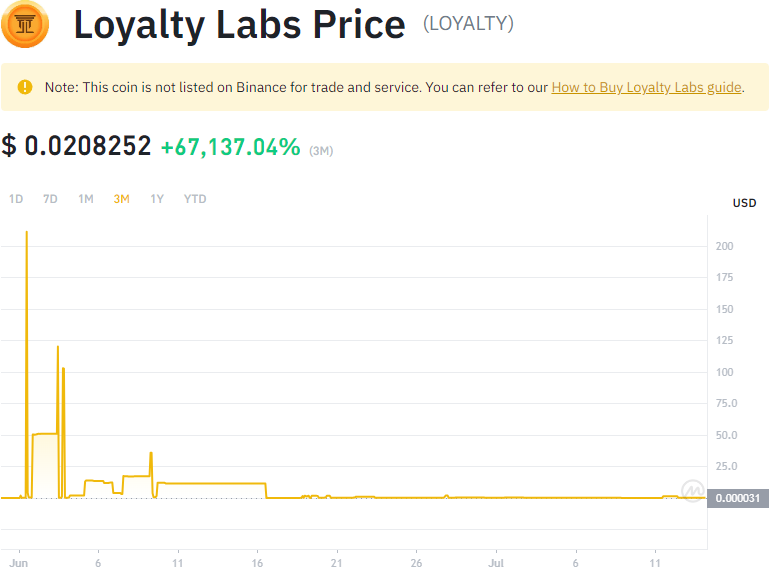 Loyalty Labs Price (LOYALTY)
Note: This coin is not listed on Binance for trade and service. You can refer to our How to Buy Loyalty Labs guide.
$ 0.0208252 +67,137.04% (3M)
1D 7D 1M 3M 1Y YTD
USD
200
175
150
125
100
75.0
50.0
25.0
0.000031
Jun 6 11 16 21 26 Jul 6 11